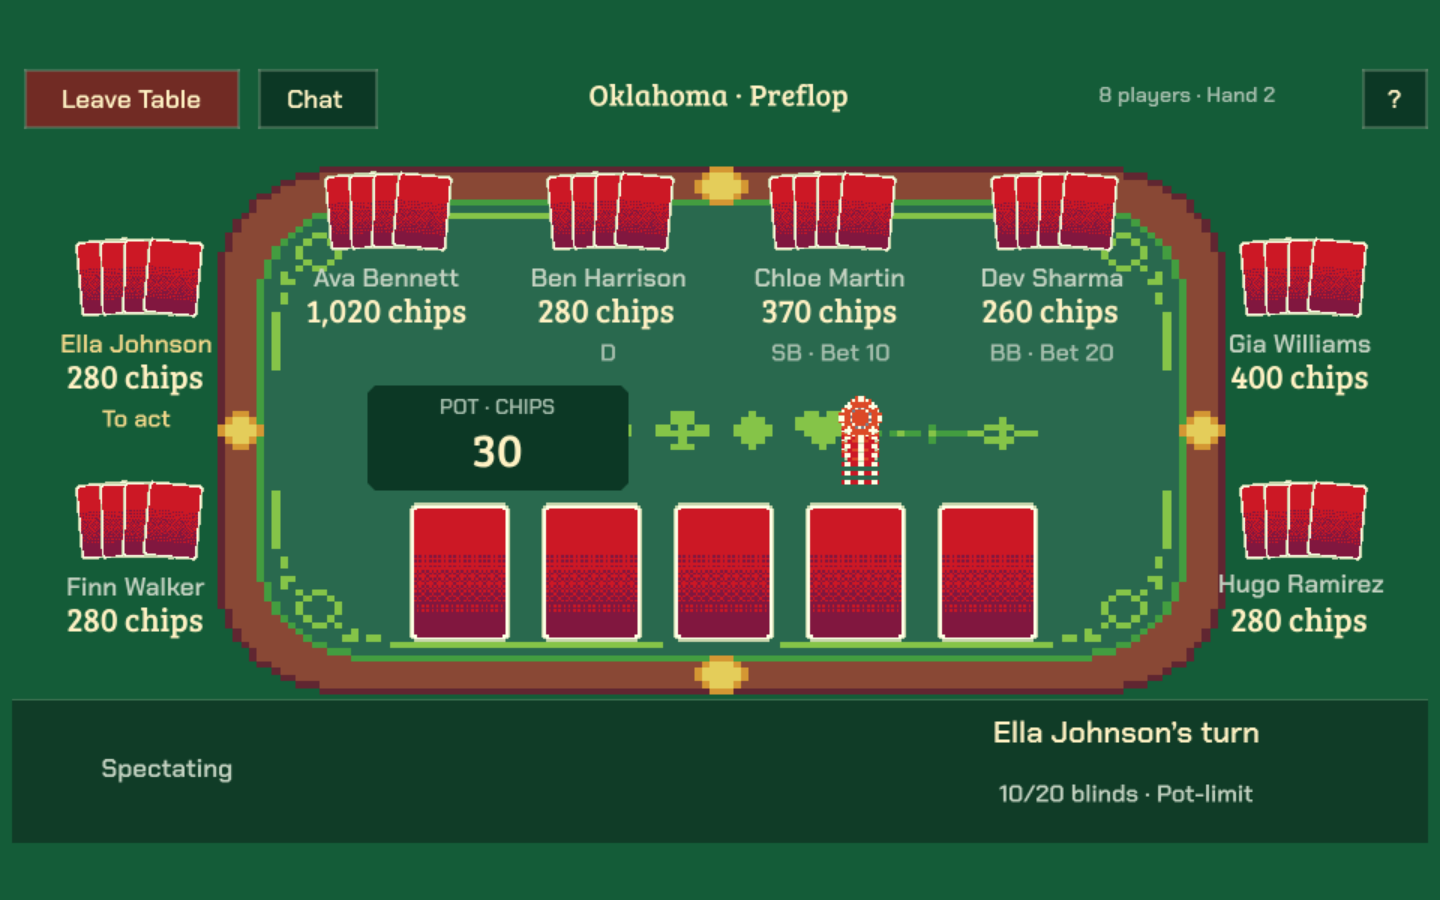 Leave Table
Chat
Oklahoma · Preflop
8 players · Hand 2
?
Ava Bennett
1,020 chips
Ben Harrison
280 chips
D
Chloe Martin
370 chips
SB · Bet 10
Dev Sharma
260 chips
BB · Bet 20
Ella Johnson
280 chips
To act
Gia Williams
400 chips
POT · CHIPS
30
Finn Walker
280 chips
Hugo Ramirez
280 chips
Spectating
Ella Johnson’s turn
10/20 blinds · Pot-limit